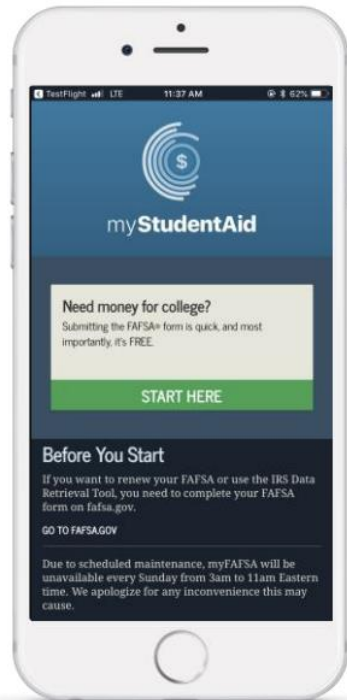 TestFlight LTE 11:37 AM 62%
$
myStudentAid
Need money for college?
Submitting the FAFSA® form is quick, and most
importantly, it's FREE.
START HERE
Before You Start
If you want to renew your FAFSA or use the IRS Data
Retrieval Tool, you need to complete your FAFSA
form on fafsa.gov.
GO TO FAFSA.GOV
Due to scheduled maintenance, myFAFSA will be
unavailable every Sunday from 3am to 11am Eastern
time. We apologize for any inconvenience this may
cause.